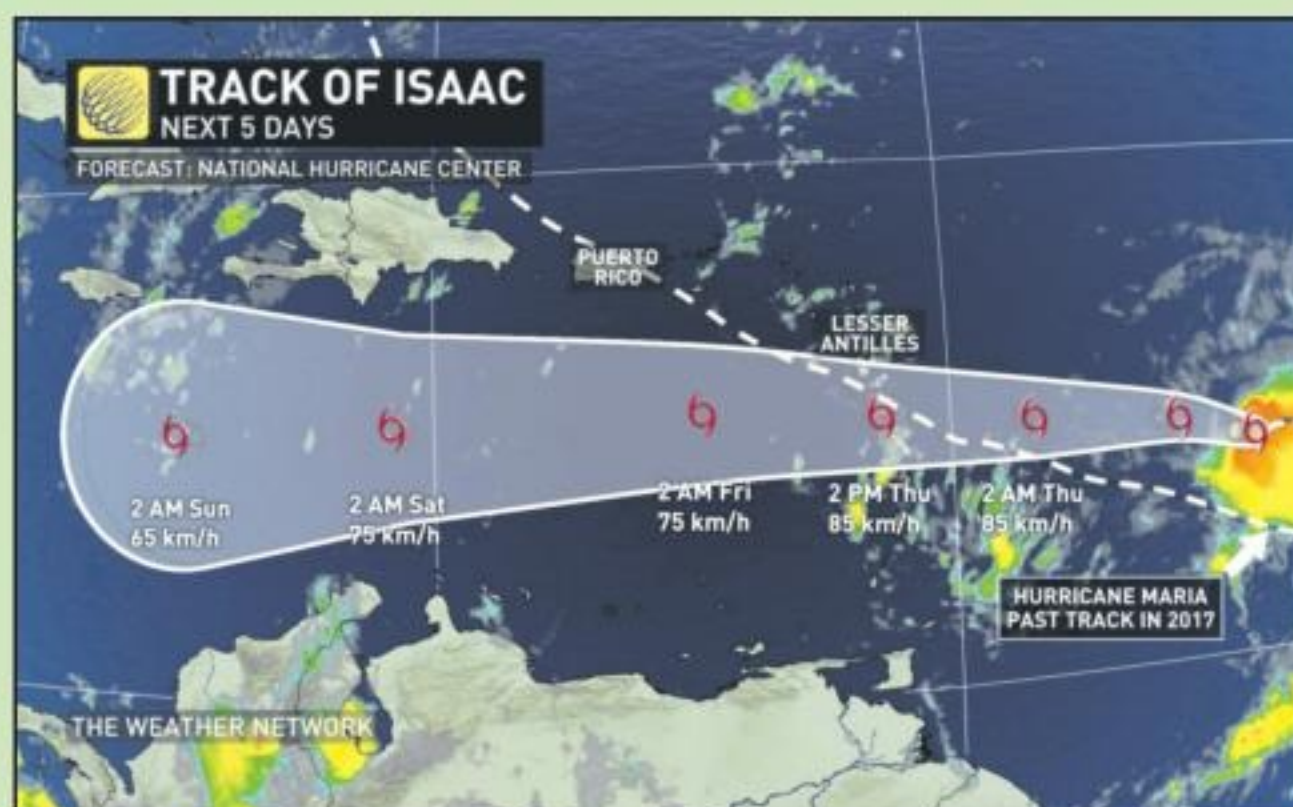 TRACK OF ISAAC
NEXT 5 DAYS
FORECAST: NATIONAL HURRICANE CENTER
PUERTO
RICO
LESSER
ANTILLES
2 AM Sun
65 km/h
2 AM Sat
75 km/h
2 AM Fri
75 km/h
2 PM Thu
85 km/h
2 AM Thu
85 km/h
HURRICANE MARIA
PAST TRACK IN 2017
THE WEATHER NETWORK